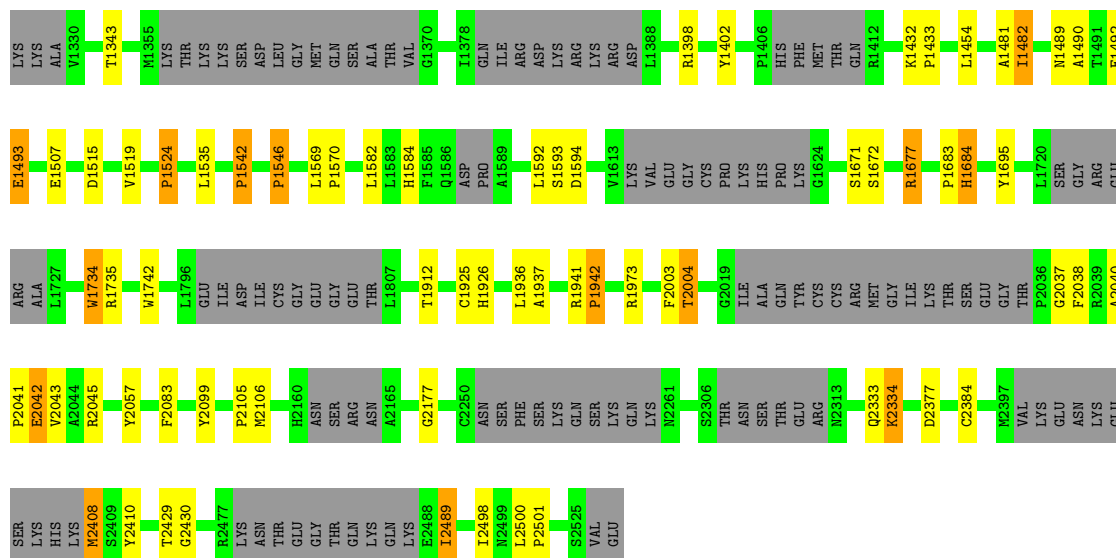 LYS LYS ALA V1330 T1343 M1355 LYS THR LYS LYS SER ASP LEU GLY MET GLN SER ALA THR VAL G1370 I1378 GLN ILE ARG ASP LYS ARG LYS ARG ASP L1388 R1398 Y1402 P1406 HIS PHE MET THR GLN R1412 K1432 P1433 L1454 A1481 I1482 N1489 A1490 T1491
E1493 E1507 D1515 V1519 P1524 L1535 P1542 P1546 L1569 P1570 L1582 L1583 H1584 F1585 Q1586 ASP PRO A1589 L1592 S1593 D1594 V1613 LYS VAL GLU GLY CYS PRO LYS HIS PRO LYS G1624 S1671 S1672 R1677 P1683 H1684 Y1695 L1720 SER GLY ARG GLU
ARG ALA L1727 W1734 R1735 W1742 L1796 GLU ILE ASP ILE CYS GLY GLU GLY GLU THR L1807 T1912 C1925 H1926 L1936 A1937 R1941 P1942 R1973 F2003 T2004 G2019 ILE ALA GLN TYR CYS CYS ARG MET GLY ILE LYS THR SER GLU GLY THR P2036 G2037 F2038 R2039 A2040
P2041 E2042 V2043 A2044 R2045 Y2057 F2083 Y2099 P2105 M2106 H2160 ASN SER ARG ASN A2165 G2177 C2250 ASN SER PHE SER LYS GLN SER LYS GLN LYS N2261 S2306 THR ASN SER THR GLU ARG N2313 Q2333 K2334 D2377 C2384 M2397 VAL LYS GLU ASN LYS GLU
SER LYS HIS LYS M2408 S2409 Y2410 T2429 G2430 R2477 LYS ASN THR GLU GLY THR GLN LYS GLN LYS E2488 I2489 I2498 N2499 L2500 P2501 S2525 VAL GLU